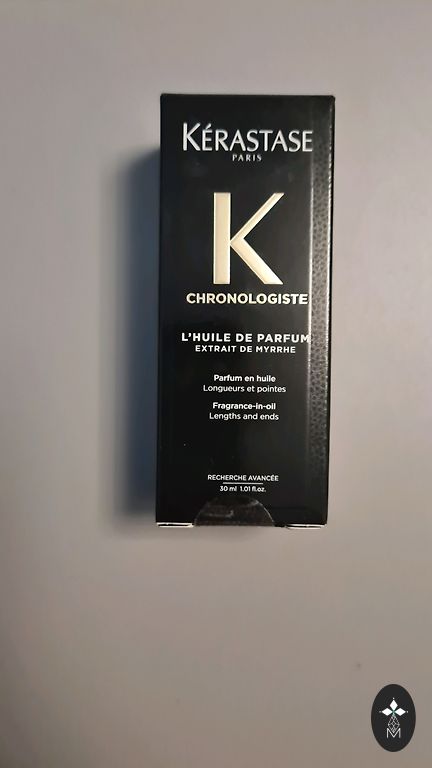 KÉRASTASE
PARIS
K
CHRONOLOGISTE
L'HUILE DE PARFUM
EXTRAIT DE MYRRHE
Parfum en huile
Longueurs et pointes
Fragrance-in-oil
Lengths and ends
RECHERCHE AVANCÉE
30 ml 1.01 fl.oz.
M